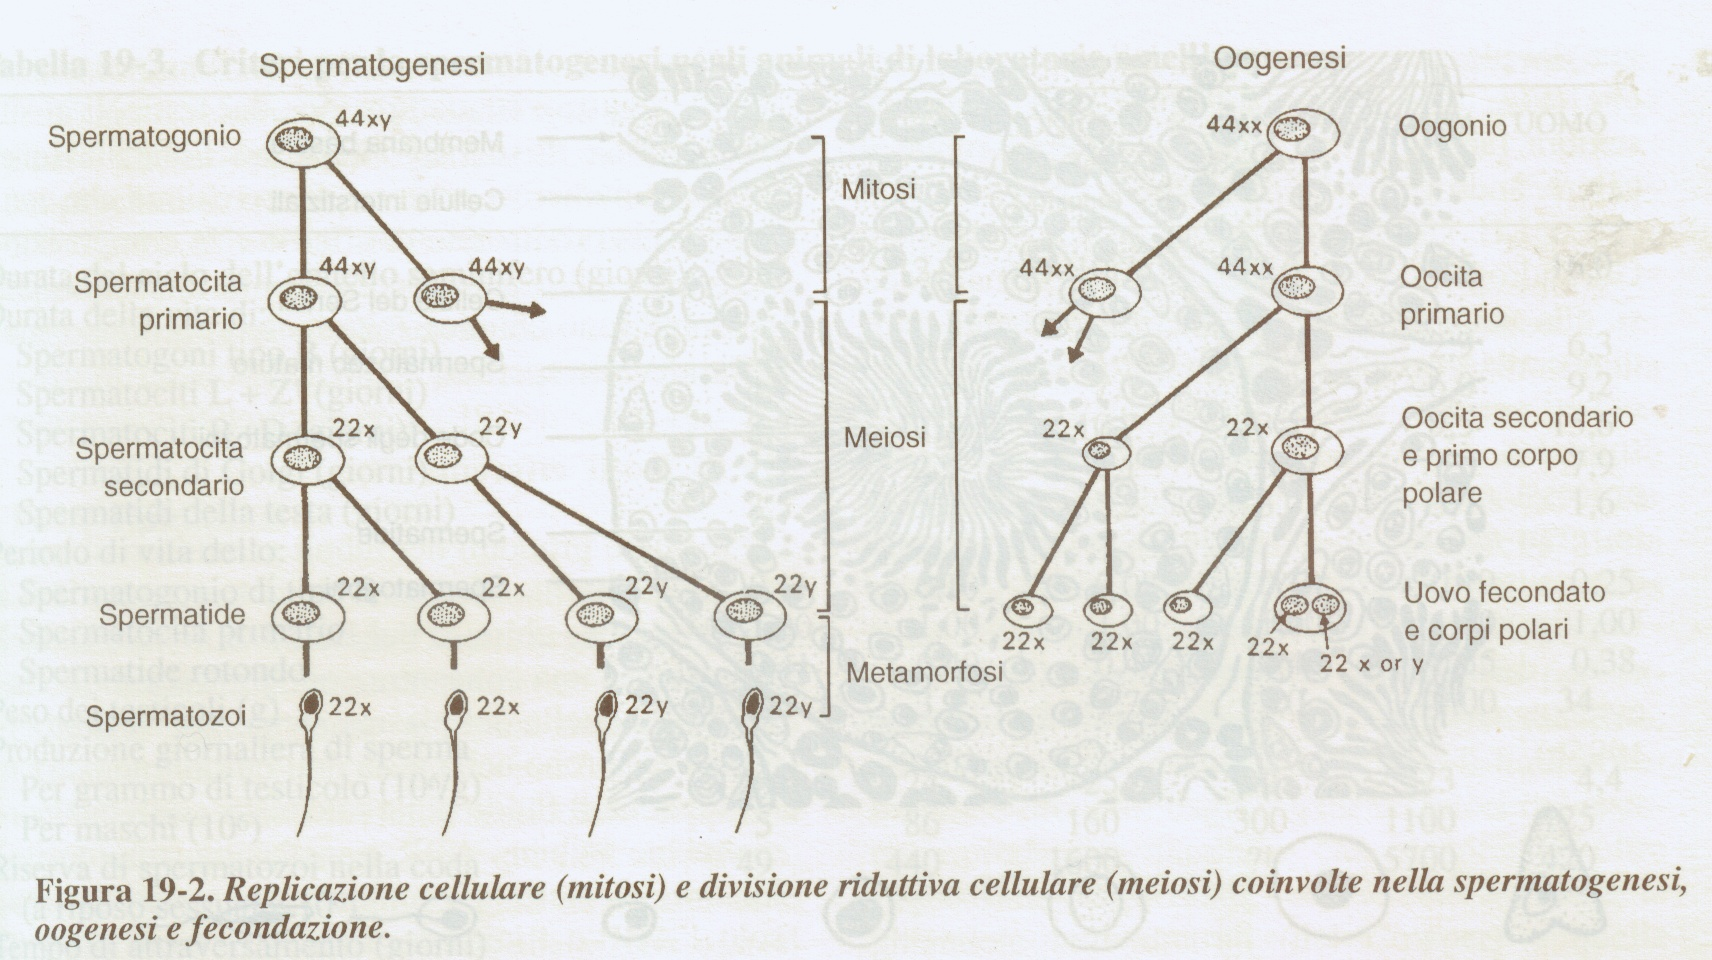 Spermatogenesi
Oogenesi
Spermatogonio
44xy
44xx
Oogonio
Mitosi
Spermatocita
primario
44xy
44xy
44xx
44xx
Oocita
primario
Spermatocita
secondario
22x
22y
Meiosi
22x
22x
Oocita secondario
e primo corpo
polare
Spermatide
22x
22x
22y
22y
22x
22x
22x
22x
22 x or y
Uovo fecondato
e corpi polari
Metamorfosi
Spermatozoi
22x
22x
22y
22y
Figura 19-2. Replicazione cellulare (mitosi) e divisione riduttiva cellulare (meiosi) coinvolte nella spermatogenesi,
oogenesi e fecondazione.